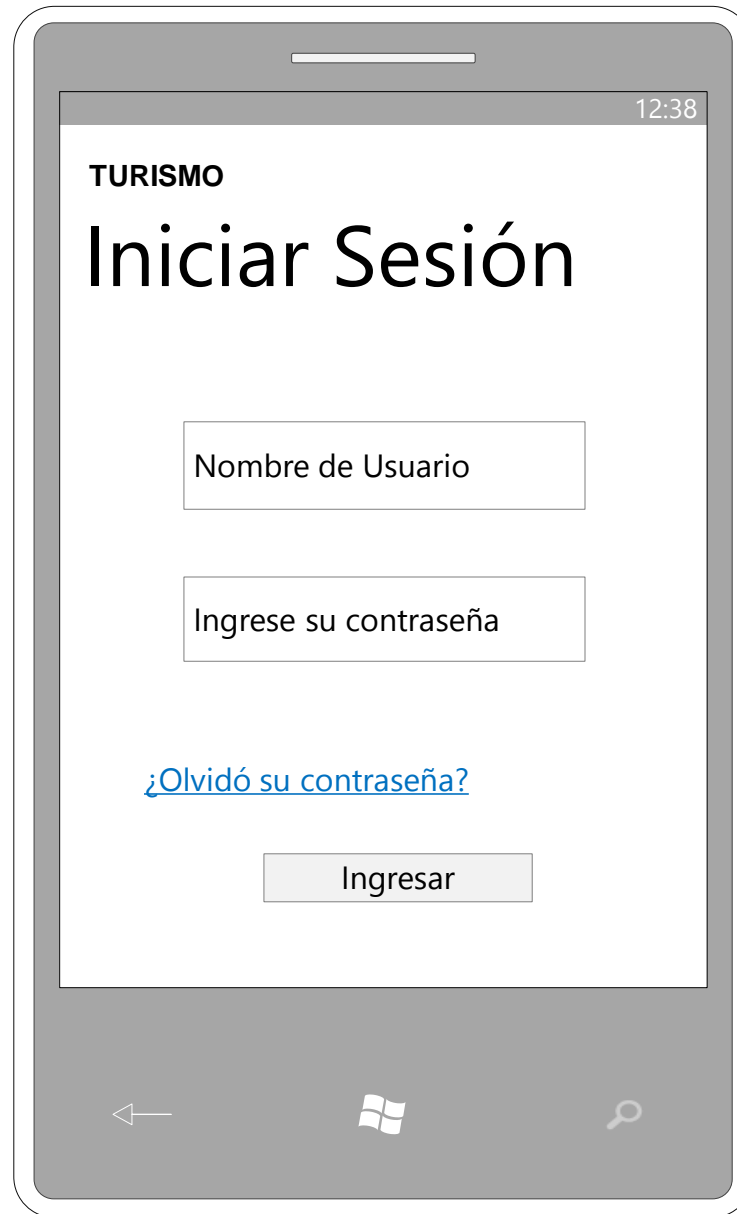 12:38
TURISMO
Iniciar Sesión
Nombre de Usuario
Ingrese su contraseña
¿Olvidó su contraseña?
Ingresar